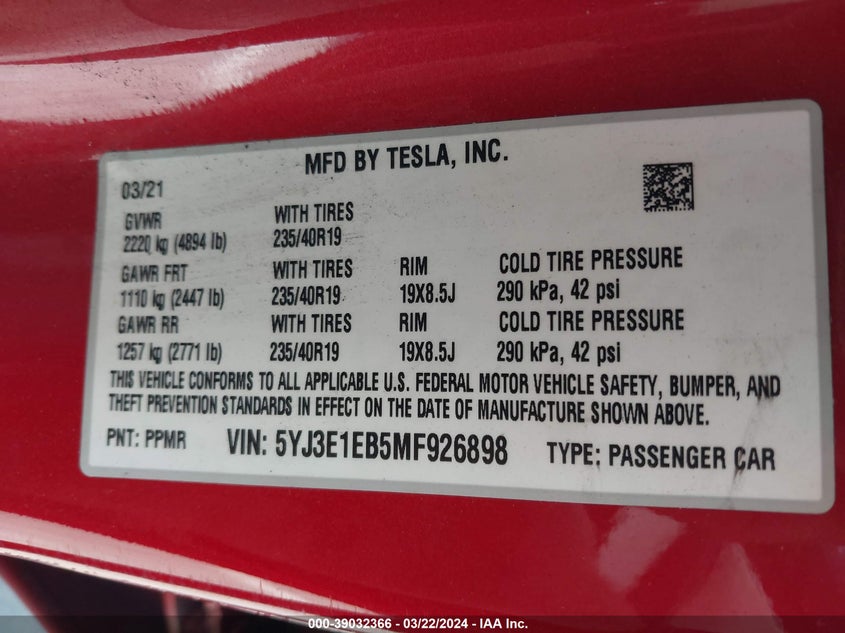 MFD BY TESLA, INC.
03/21
GVWR WITH TIRES
2220 kg (4894 lb) 235/40R19
GAWR FRT WITH TIRES RIM COLD TIRE PRESSURE
1110 kg (2447 lb) 235/40R19 19X8.5J 290 kPa, 42 psi
GAWR RR WITH TIRES RIM COLD TIRE PRESSURE
1257 kg (2771 lb) 235/40R19 19X8.5J 290 kPa, 42 psi
THIS VEHICLE CONFORMS TO ALL APPLICABLE U.S. FEDERAL MOTOR VEHICLE SAFETY, BUMPER, AND
THEFT PREVENTION STANDARDS IN EFFECT ON THE DATE OF MANUFACTURE SHOWN ABOVE.
PNT: PPMR VIN: 5YJ3E1EB5MF926898 TYPE: PASSENGER CAR
000-39032366 - 03/22/2024 - IAA Inc.